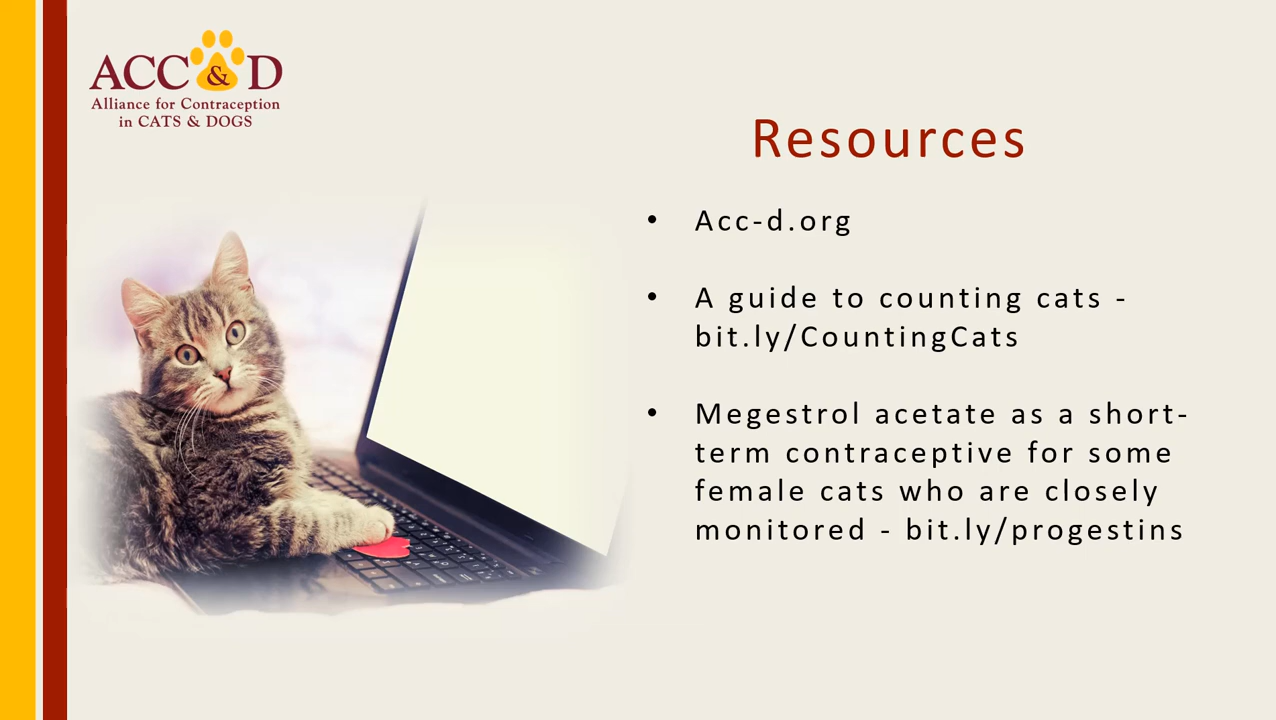 ACC & D
Alliance for Contraception
in CATS & DOGS
Resources
• Acc-d.org
• A guide to counting cats -
bit.ly/CountingCats
• Megestrol acetate as a short-
term contraceptive for some
female cats who are closely
monitored - bit.ly/progestins